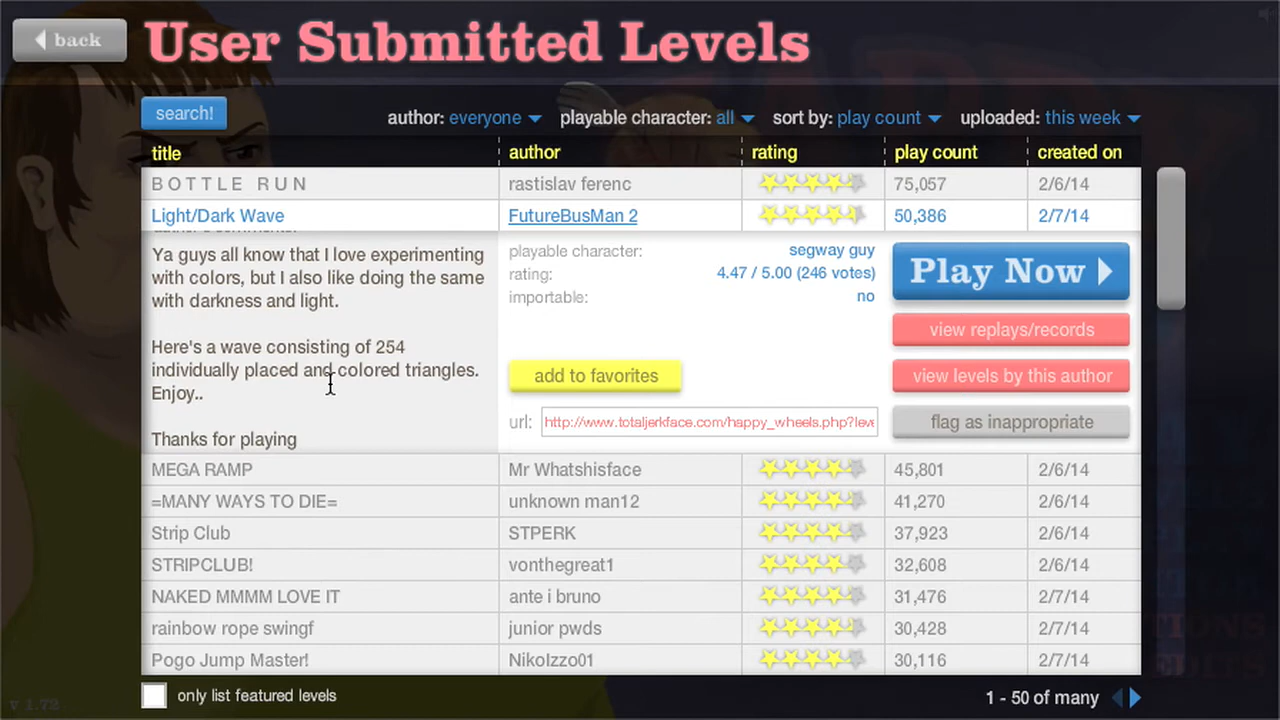 back
User Submitted Levels
search!
author: everyone playable character: all sort by: play count uploaded: this week
title author rating play count created on
B O T T L E  R U N rastislav ferenc 75,057 2/6/14
Light/Dark Wave FutureBusMan 2 50,386 2/7/14
Ya guys all know that I love experimenting
with colors, but I also like doing the same
with darkness and light.
Here's a wave consisting of 254
individually placed and colored triangles.
Enjoy..
Thanks for playing
playable character: segway guy
rating: 4.47 / 5.00 (246 votes)
importable: no
add to favorites
url: http://www.totaljerkface.com/happy_wheels.php?leve
Play Now
view replays/records
view levels by this author
flag as inappropriate
MEGA RAMP Mr Whatshisface 45,801 2/6/14
=MANY WAYS TO DIE= unknown man12 41,270 2/6/14
Strip Club STPERK 37,923 2/6/14
STRIPCLUB! vonthegreat1 32,608 2/6/14
NAKED MMMM LOVE IT ante i bruno 31,476 2/7/14
rainbow rope swingf junior pwds 30,428 2/7/14
Pogo Jump Master! NikoIzzo01 30,116 2/7/14
only list featured levels
1 - 50 of many
v 1.72